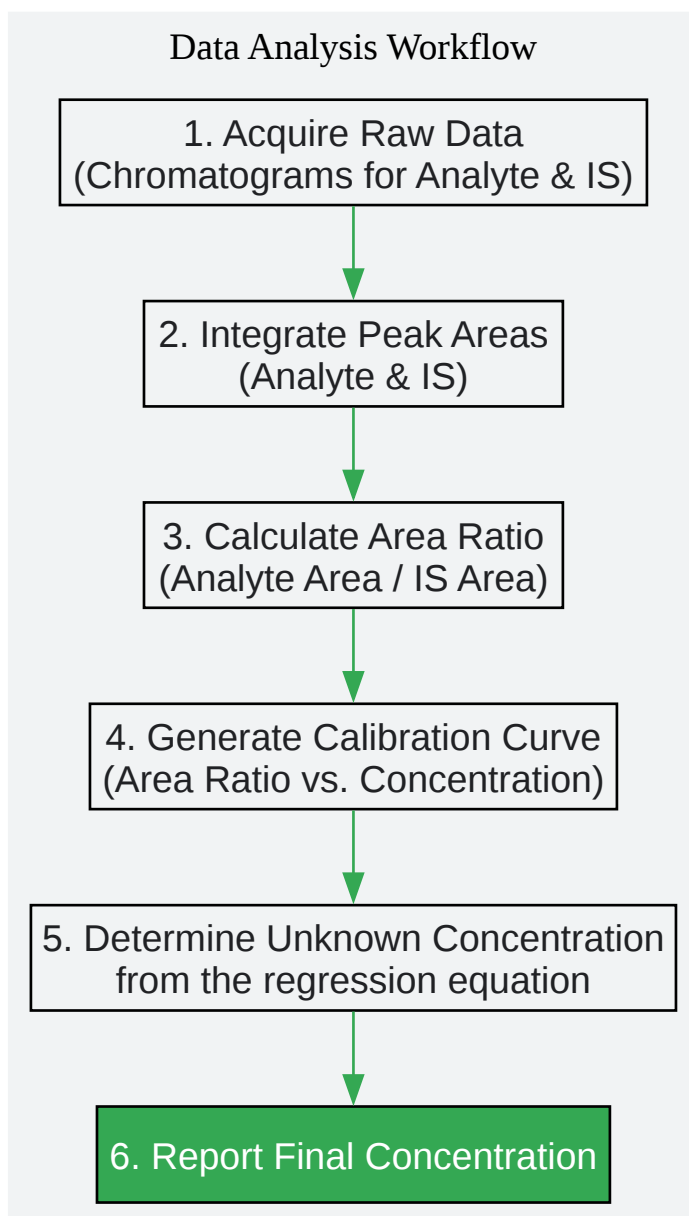 Data Analysis Workflow
1. Acquire Raw Data
(Chromatograms for Analyte & IS)
2. Integrate Peak Areas
(Analyte & IS)
3. Calculate Area Ratio
(Analyte Area / IS Area)
4. Generate Calibration Curve
(Area Ratio vs. Concentration)
5. Determine Unknown Concentration
from the regression equation
6. Report Final Concentration